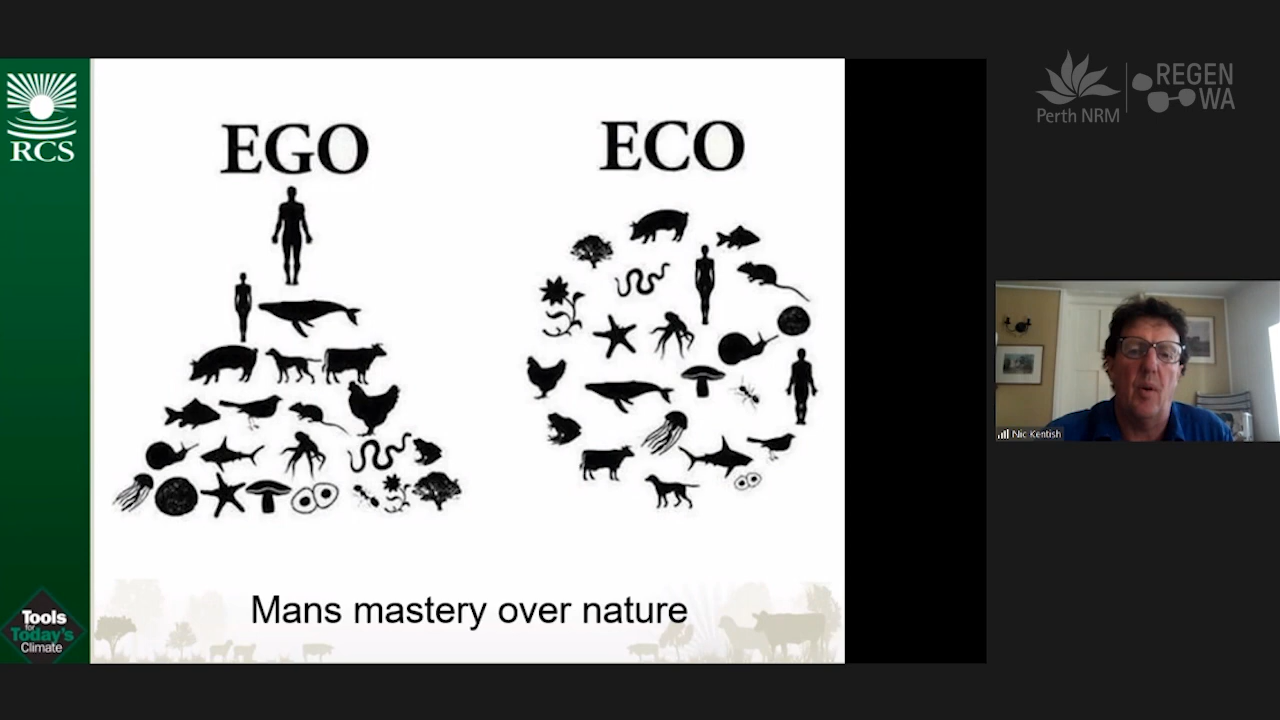 RCS
EGO
ECO
Mans mastery over nature
Tools
for
Today's
Climate
Perth NRM
REGEN
WA
Nic Kentish